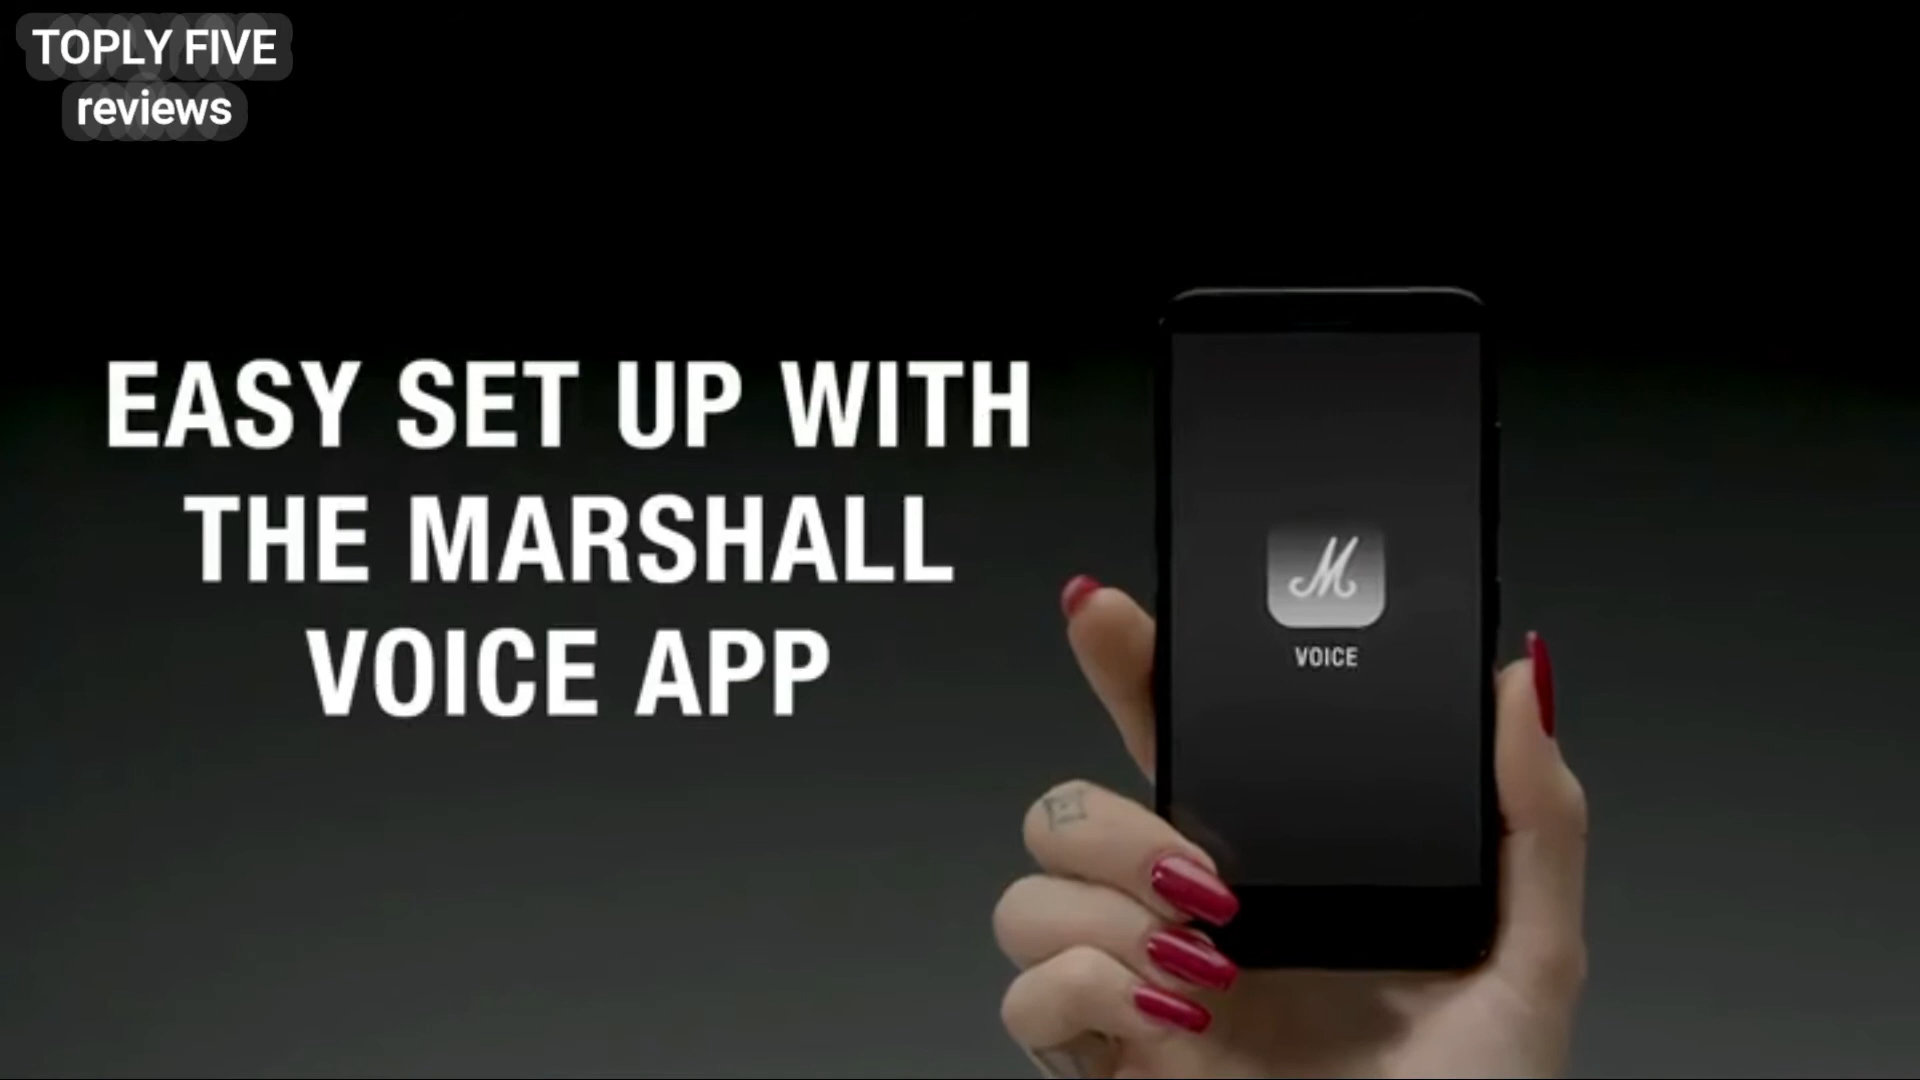 TOPLY FIVE
reviews
EASY SET UP WITH
THE MARSHALL
VOICE APP
M
VOICE